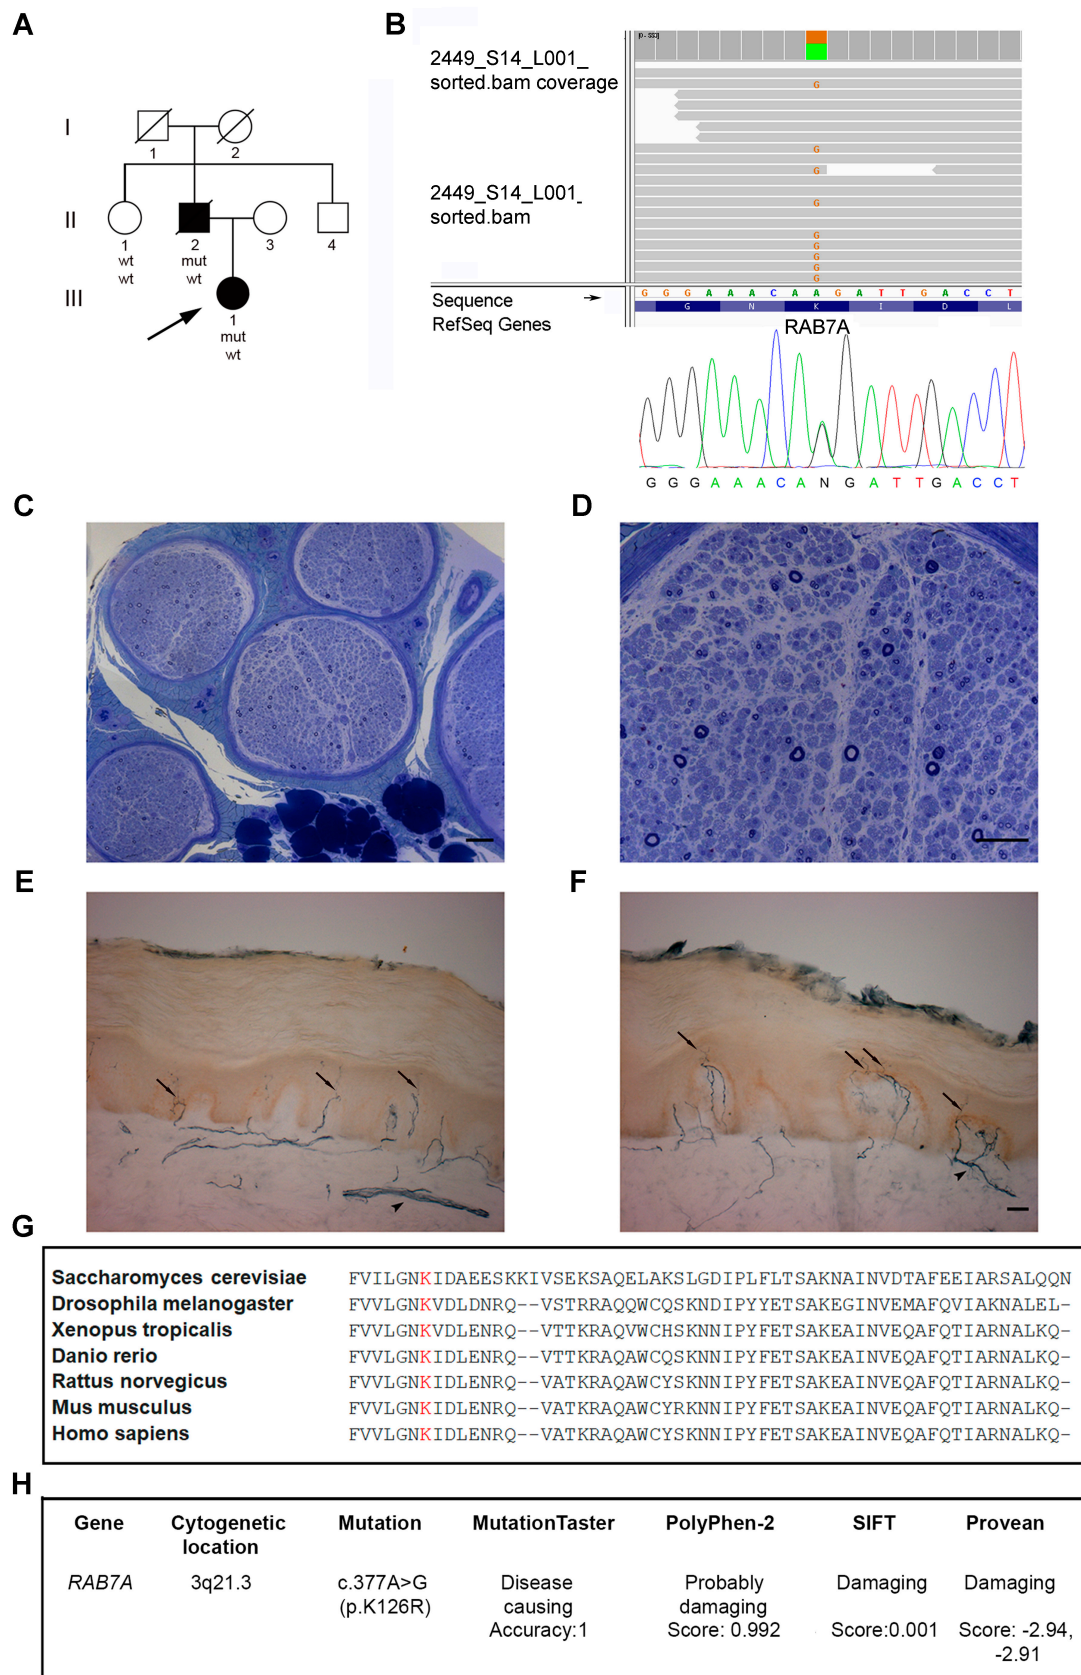 A
I
1
2
II
1
wt
wt
2
mut
wt
3
4
III
1
mut
wt
B
2449_S14_L001_
sorted.bam coverage
[0 - 553]
G
G
G
2449_S14_L001_
sorted.bam
G
G
G
G
G
G
Sequence
G G G A A A C A A G A T T G A C C T
RefSeq Genes
G N K I D L
RAB7A
G G G A A A C A N G A T T G A C C T
C
D
E
F
G
Saccharomyces cerevisiae FVILGNKIDAEESKKIVSEKSAQELAKSLGDIPLFLTSAKNAINVDTAFEEIARSALQQN
Drosophila melanogaster FVVLGNKVDLDNRQ--VSTRRAQQWCQSKNDIPYYETSAKEGINVEMAFQVIAKNALEL-
Xenopus tropicalis FVVLGNKVDLENRQ--VTTKRAQVWCHSKNNIPYFETSAKEAINVEQAFQTIARNALKQ-
Danio rerio FVVLGNKIDLENRQ--VTTKRAQAWCQSKNNIPYFETSAKEAINVEQAFQTIARNALKQ-
Rattus norvegicus FVVLGNKIDLENRQ--VATKRAQAWCYSKNNIPYFETSAKEAINVEQAFQTIARNALKQ-
Mus musculus FVVLGNKIDLENRQ--VATKRAQAWCYRKNNIPYFETSAKEAINVEQAFQTIARNALKQ-
Homo sapiens FVVLGNKIDLENRQ--VATKRAQAWCYSKNNIPYFETSAKEAINVEQAFQTIARNALKQ-
H
Gene Cytogenetic Mutation MutationTaster PolyPhen-2 SIFT Provean
location
RAB7A 3q21.3 c.377A>G Disease Probably Damaging Damaging
(p.K126R) causing damaging
Accuracy:1 Score: 0.992 Score:0.001 Score: -2.94,
-2.91